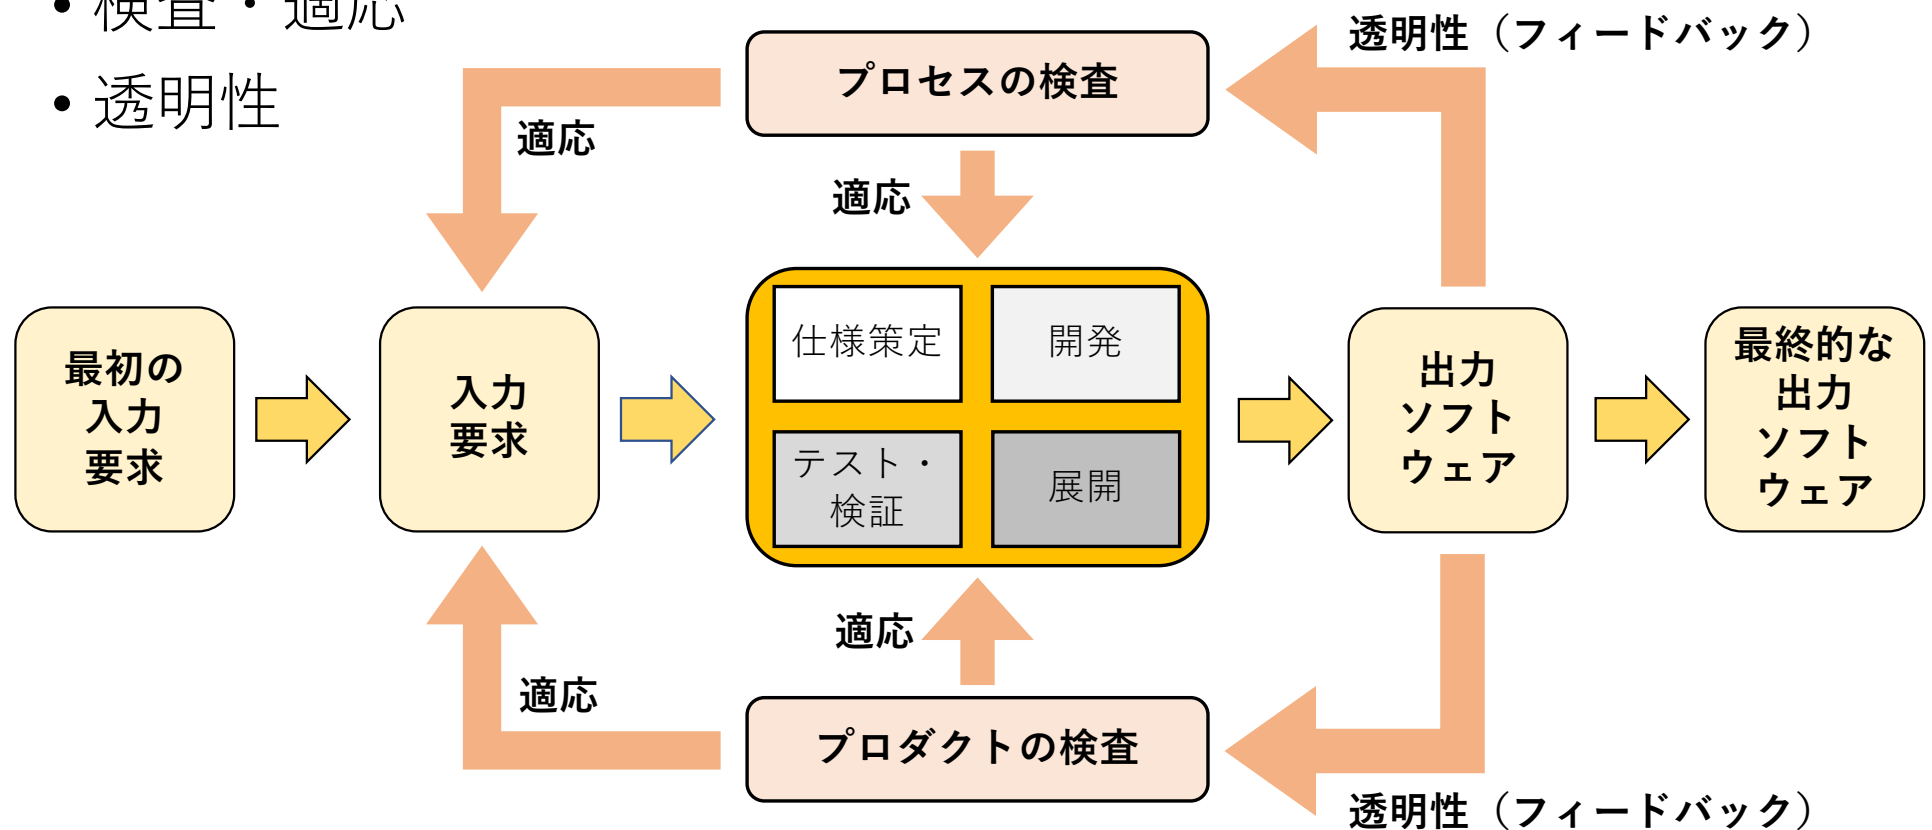 • 検査・適応
• 透明性
透明性（フィードバック）
プロセスの検査
適応
適応
最初の
入力
要求
入力
要求
仕様策定
開発
テスト・
検証
展開
出力
ソフト
ウェア
最終的な
出力
ソフト
ウェア
適応
適応
プロダクトの検査
透明性（フィードバック）